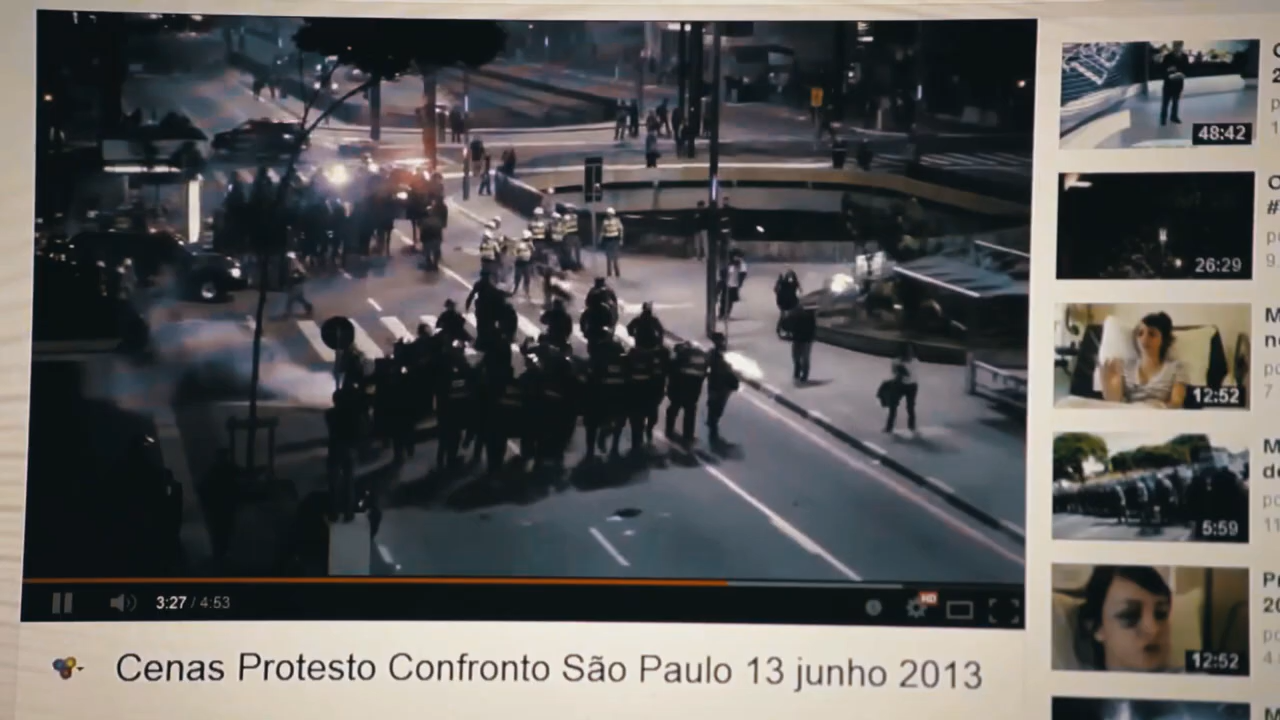 48:42
26:29
12:52
5:59
12:52
3:27 / 4:53
HD
Cenas Protesto Confronto São Paulo 13 junho 2013